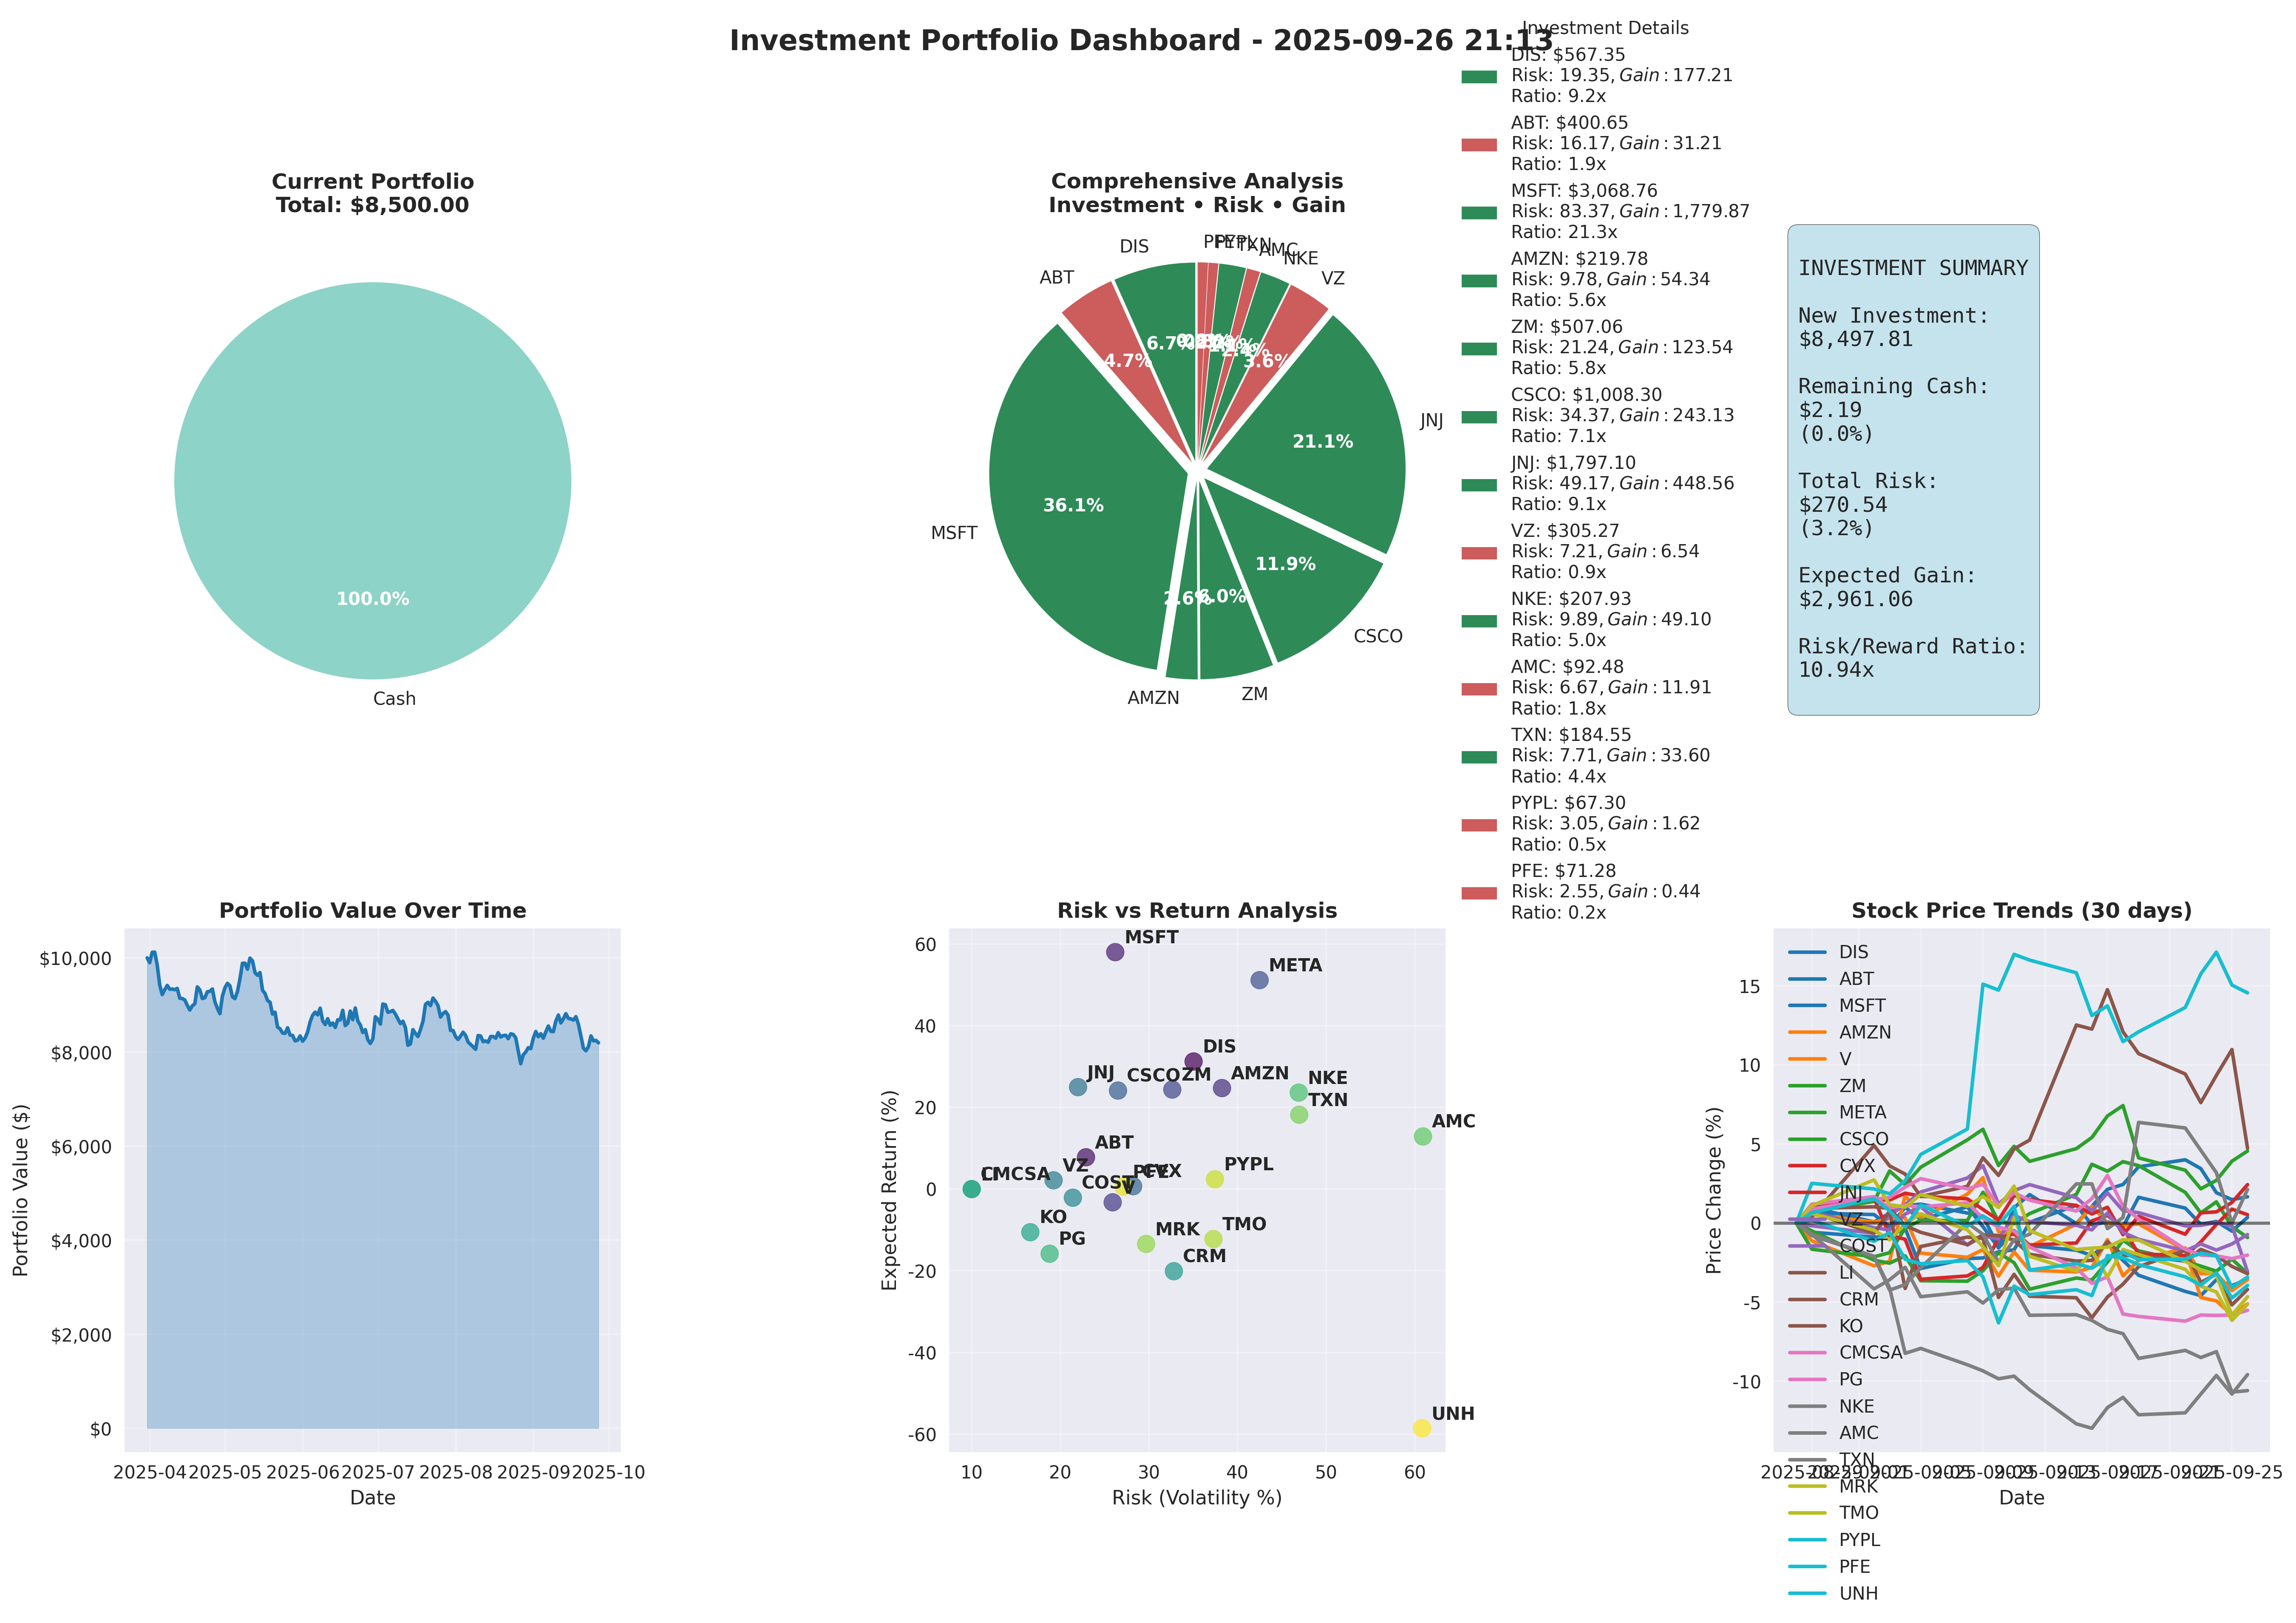 Investment Portfolio Dashboard - 2025-09-26 21:13
Current Portfolio
Total: $8,500.00
100.0%
Cash
Comprehensive Analysis
Investment • Risk • Gain
DIS
ABT
MSFT
AMZN
ZM
CSCO
JNJ
VZ
NKE
AMC
TXN
PYPL
PFE
6.7%
4.7%
36.1%
2.6%
6.0%
11.9%
21.1%
3.6%
2.4%
Investment Details
DIS: $567.35
Risk: 19.35, Gain : 177.21
Ratio: 9.2x
ABT: $400.65
Risk: 16.17, Gain : 31.21
Ratio: 1.9x
MSFT: $3,068.76
Risk: 83.37, Gain : 1,779.87
Ratio: 21.3x
AMZN: $219.78
Risk: 9.78, Gain : 54.34
Ratio: 5.6x
ZM: $507.06
Risk: 21.24, Gain : 123.54
Ratio: 5.8x
CSCO: $1,008.30
Risk: 34.37, Gain : 243.13
Ratio: 7.1x
JNJ: $1,797.10
Risk: 49.17, Gain : 448.56
Ratio: 9.1x
VZ: $305.27
Risk: 7.21, Gain : 6.54
Ratio: 0.9x
NKE: $207.93
Risk: 9.89, Gain : 49.10
Ratio: 5.0x
AMC: $92.48
Risk: 6.67, Gain : 11.91
Ratio: 1.8x
TXN: $184.55
Risk: 7.71, Gain : 33.60
Ratio: 4.4x
PYPL: $67.30
Risk: 3.05, Gain : 1.62
Ratio: 0.5x
PFE: $71.28
Risk: 2.55, Gain : 0.44
Ratio: 0.2x
INVESTMENT SUMMARY
New Investment:
$8,497.81
Remaining Cash:
$2.19
(0.0%)
Total Risk:
$270.54
(3.2%)
Expected Gain:
$2,961.06
Risk/Reward Ratio:
10.94x
Portfolio Value Over Time
Portfolio Value ($)
$10,000
$8,000
$6,000
$4,000
$2,000
$0
2025-04 2025-05 2025-06 2025-07 2025-08 2025-09 2025-10
Date
Risk vs Return Analysis
Expected Return (%)
60
40
20
0
-20
-40
-60
MSFT
META
DIS
JNJ
CSCO
ZM
AMZN
NKE
TXN
AMC
ABT
VZ
CMCSA
LI
COST
V
PFE
CVX
PYPL
KO
PG
MRK
TMO
CRM
UNH
10 20 30 40 50 60
Risk (Volatility %)
Stock Price Trends (30 days)
Price Change (%)
15
10
5
0
-5
-10
DIS
ABT
MSFT
AMZN
V
ZM
META
CSCO
CVX
JNJ
VZ
COST
LI
CRM
KO
CMCSA
PG
NKE
AMC
TXN
MRK
TMO
PYPL
PFE
UNH
2025-09-25
Date